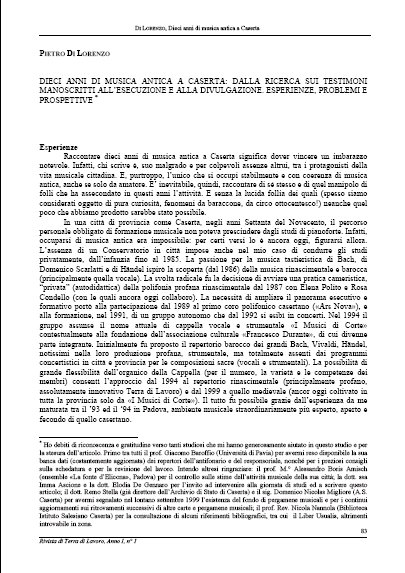 DI LORENZO, Dieci anni di musica antica a Caserta
PIETRO DI LORENZO
DIECI ANNI DI MUSICA ANTICA A CASERTA: DALLA RICERCA SUI TESTIMONI
MANOSCRITTI ALL'ESECUZIONE E ALLA DIVULGAZIONE. ESPERIENZE, PROBLEMI E
PROSPETTIVE *
Esperienze
Raccontare dieci anni di musica antica a Caserta significa dover vincere un imbarazzo
notevole. Infatti, chi scrive è, suo malgrado e per colpevoli assenze altrui, tra i protagonisti della
vita musicale cittadina. E, purtroppo, l'unico che si occupi stabilmente e con coerenza di musica
antica, anche se solo da amatore. E' inevitabile, quindi, raccontare di sé stesso e di quel manipolo di
folli che ha assecondato in questi anni l'attività. E senza la lucida follia dei quali (spesso siamo
considerati oggetto di pura curiosità, fenomeni da baraccone, da circo ottocentesco!) neanche quel
poco che abbiamo prodotto sarebbe stato possibile.
In una città di provincia come Caserta, negli anni Settanta del Novecento, il percorso
personale obbligato di formazione musicale non poteva prescindere dagli studi di pianoforte. Infatti,
occuparsi di musica antica era impossibile: per certi versi lo è ancora oggi, figurarsi allora.
L'assenza di un Conservatorio in città impose anche nel mio caso di condurre gli studi
privatamente, dall'infanzia fino al 1985. La passione per la musica tastieristica di Bach, di
Domenico Scarlatti e di Händel ispirò la scoperta (dal 1986) della musica rinascimentale e barocca
(principalmente quella vocale). La svolta radicale fu la decisione di avviare una pratica cameristica,
"privata" (autodidattica) della polifonia profana rinascimentale dal 1987 con Elena Polito e Rosa
Condello (con le quali ancora oggi collaboro). La necessità di ampliare il panorama esecutivo e
formativo portò alla partecipazione dal 1989 al primo coro polifonico casertano («Ars Nova»), e
alla formazione, nel 1991, di un gruppo autonomo che dal 1992 si esibì in concerti. Nel 1994 il
gruppo assunse il nome attuale di cappella vocale e strumentale «I Musici di Corte»
contestualmente alla fondazione dell'associazione culturale «Francesco Durante», di cui divenne
parte integrante. Inizialmente fu proposto il repertorio barocco dei grandi Bach, Vivaldi, Händel,
notissimi nella loro produzione profana, strumentale, ma totalmente assenti dai programmi
concertistici in città e provincia per le composizioni sacre (vocali e strumentali). La possibilità di
grande flessibilità dell'organico della Cappella (per il numero, la varietà e le competenze dei
membri) consentì l'approccio dal 1994 al repertorio rinascimentale (principalmente profano,
assolutamente innovativo Terra di Lavoro) e dal 1999 a quello medievale (ancor oggi coltivato in
tutta la provincia solo da «I Musici di Corte»). Il tutto fu possibile grazie dall'esperienza da me
maturata tra il '93 ed il '94 in Padova, ambiente musicale straordinariamente più esperto, aperto e
fecondo di quello casertano.
* Ho debiti di riconoscenza e gratitudine verso tanti studiosi che mi hanno generosamente aiutato in questo studio e per
la stesura dell'articolo. Primo tra tutti il prof. Giacomo Baroffio (Università di Pavia) per avermi reso disponibile la sua
banca dati (costantemente aggiornata) dei repertori dell'antifonario e del responsoriale, nonché per i preziosi consigli
sulla schedatura e per la revisione del lavoro. Intendo altresì ringraziare: il prof. M.° Alessandro Boris Amisich
(ensemble «La fonte d'Elicona», Padova) per il controllo sulle stime dell'attività musicale della sua città; la dott. ssa
Imma Ascione e la dott. Elodia De Gennaro per l'invito ad intervenire alla giornata di studi ed a scrivere questo
articolo; il dott. Remo Stella (già direttore dell'Archivio di Stato di Caserta) e il sig. Domenico Nicolas Migliore (A.S.
Caserta) per avermi segnalato nel lontano settembre 1999 l'esistenza del fondo di pergamene musicali e per i continui
aggiornamenti sui ritrovamenti successivi di altre carte e pergamene musicali; il prof. Rev. Nicola Nannola (Biblioteca
Istituto Salesiano Caserta) per la consultazione di alcuni riferimenti bibliografici, tra cui il Liber Usualis, altrimenti
introvabile in zona.
83
Rivista di Terra di Lavoro, Anno I, n° 1